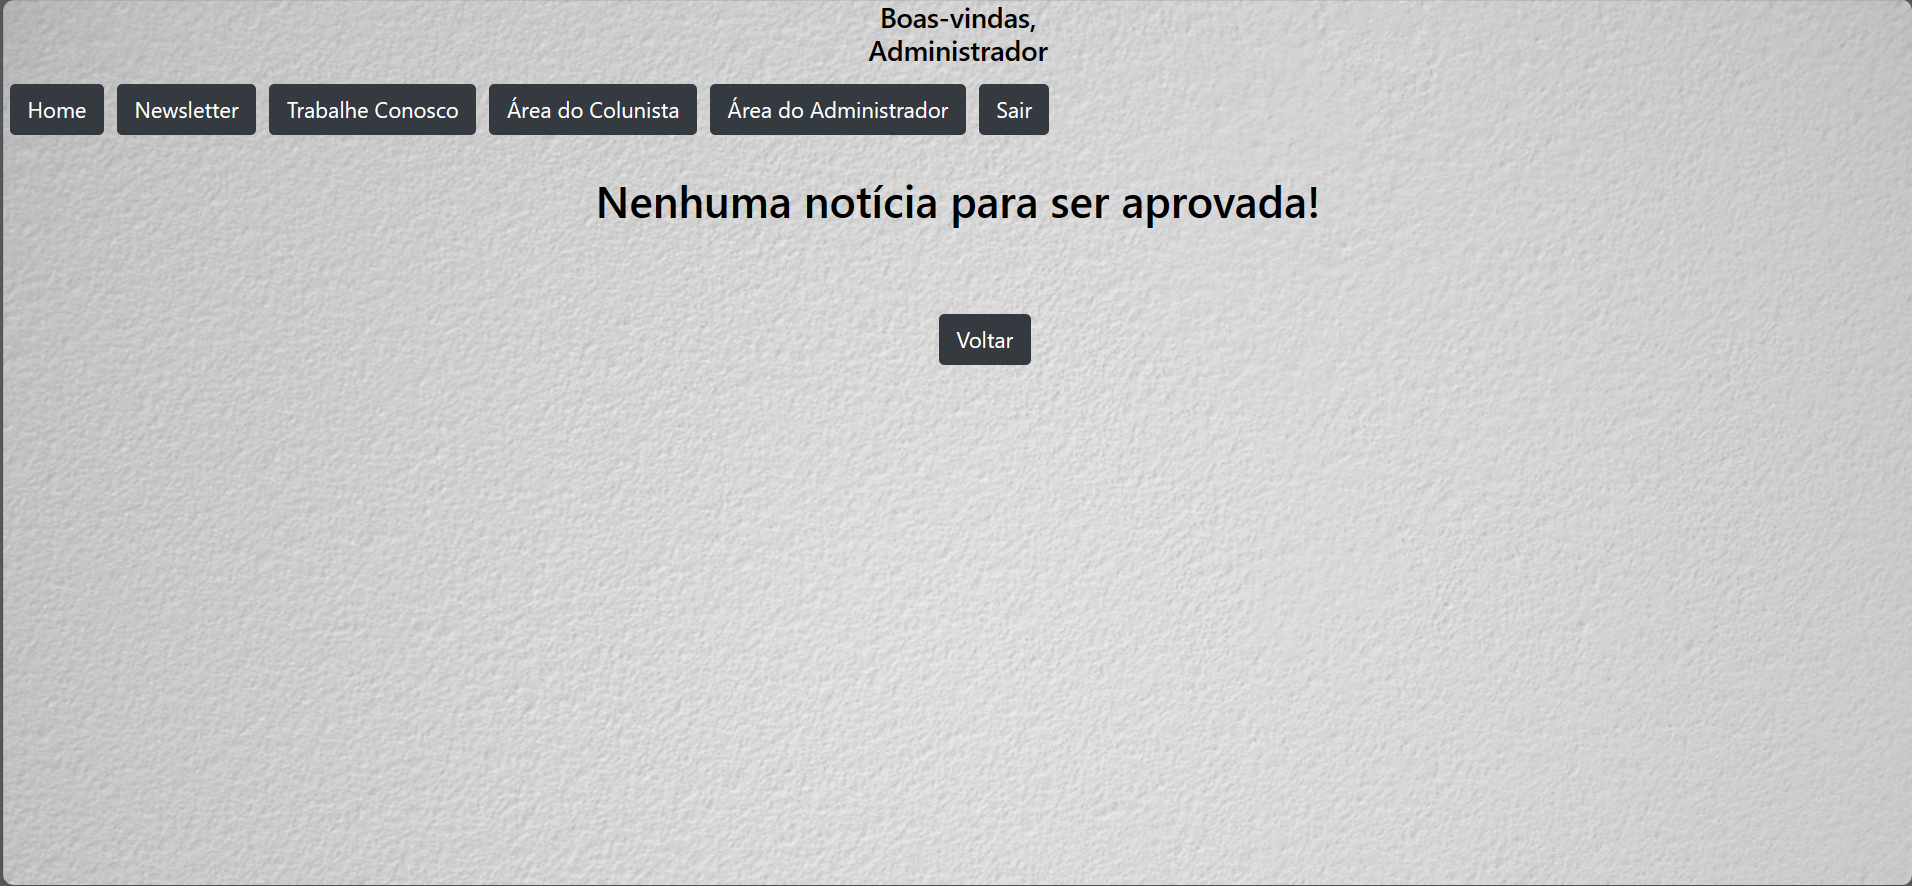 Boas-vindas,
Administrador
Home Newsletter Trabalhe Conosco Área do Colunista Área do Administrador Sair
Nenhuma notícia para ser aprovada!
Voltar